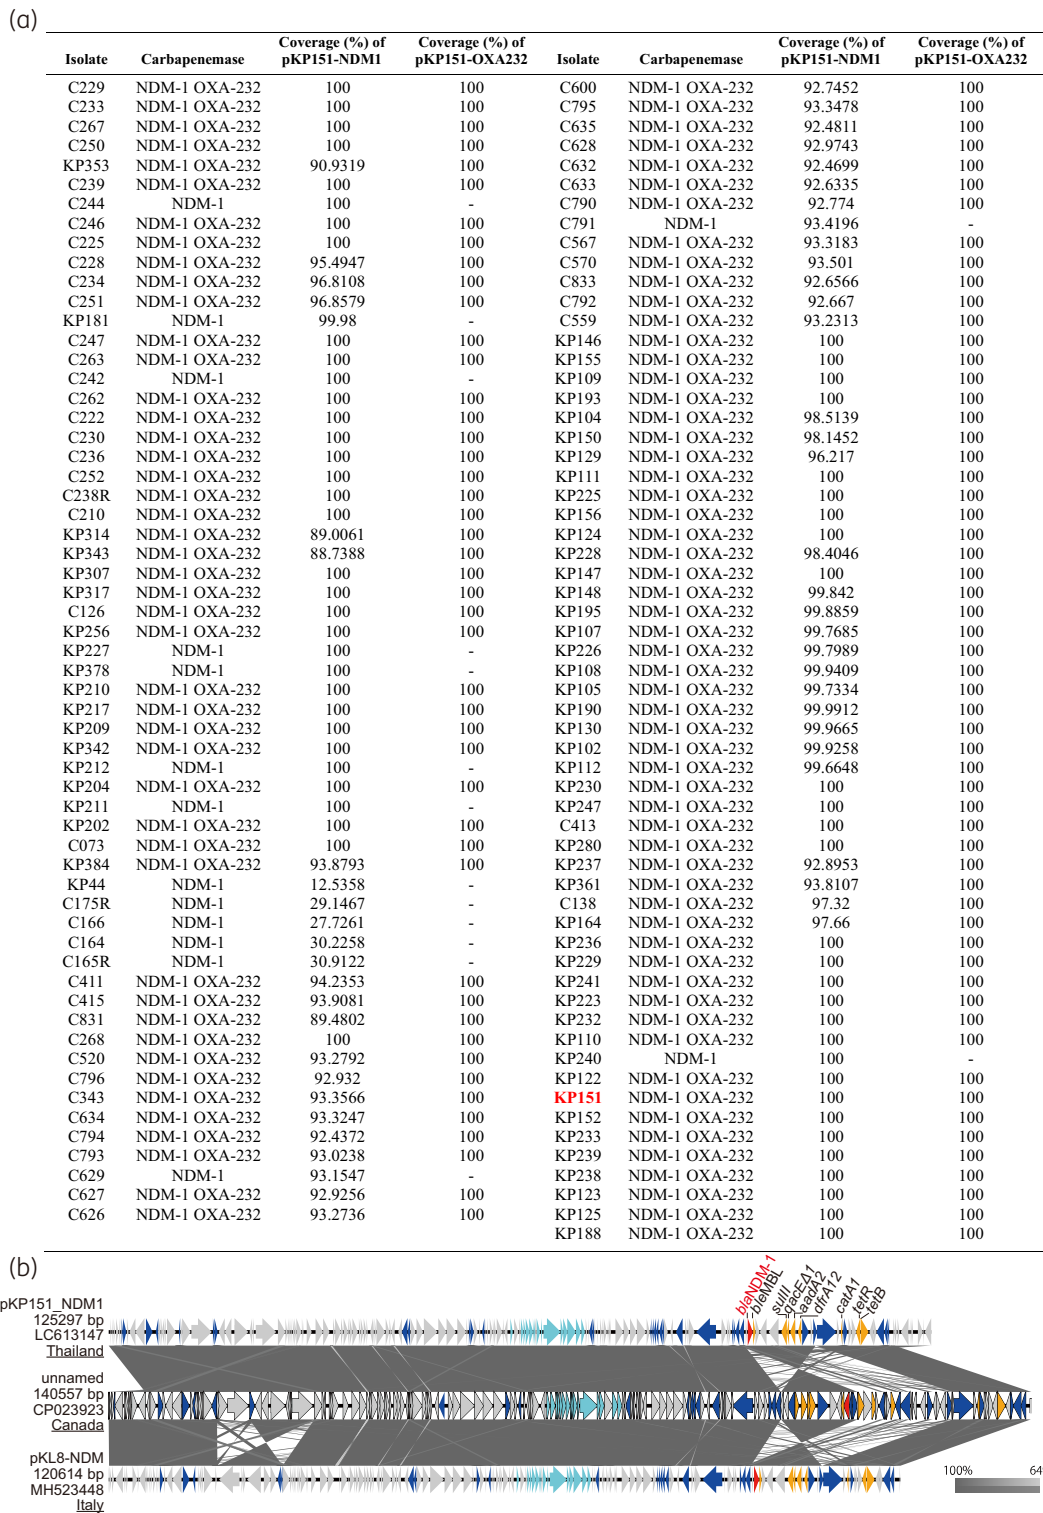 (a)
Isolate Carbapenemase Coverage (%) of pKP151-NDM1 Coverage (%) of pKP151-OXA232 Isolate Carbapenemase Coverage (%) of pKP151-NDM1 Coverage (%) of pKP151-OXA232
C229 NDM-1 OXA-232 100 100 C600 NDM-1 OXA-232 92.7452 100
C233 NDM-1 OXA-232 100 100 C795 NDM-1 OXA-232 93.3478 100
C267 NDM-1 OXA-232 100 100 C635 NDM-1 OXA-232 92.4811 100
C250 NDM-1 OXA-232 100 100 C628 NDM-1 OXA-232 92.9743 100
KP353 NDM-1 OXA-232 90.9319 100 C632 NDM-1 OXA-232 92.4699 100
C239 NDM-1 OXA-232 100 100 C633 NDM-1 OXA-232 92.6335 100
C244 NDM-1 100 - C790 NDM-1 OXA-232 92.774 100
C246 NDM-1 OXA-232 100 100 C791 NDM-1 93.4196 -
C225 NDM-1 OXA-232 100 100 C567 NDM-1 OXA-232 93.3183 100
C228 NDM-1 OXA-232 95.4947 100 C570 NDM-1 OXA-232 93.501 100
C234 NDM-1 OXA-232 96.8108 100 C833 NDM-1 OXA-232 92.6566 100
C251 NDM-1 OXA-232 96.8579 100 C792 NDM-1 OXA-232 92.667 100
KP181 NDM-1 99.98 - C559 NDM-1 OXA-232 93.2313 100
C247 NDM-1 OXA-232 100 100 KP146 NDM-1 OXA-232 100 100
C263 NDM-1 OXA-232 100 100 KP155 NDM-1 OXA-232 100 100
C242 NDM-1 100 - KP109 NDM-1 OXA-232 100 100
C262 NDM-1 OXA-232 100 100 KP193 NDM-1 OXA-232 100 100
C222 NDM-1 OXA-232 100 100 KP104 NDM-1 OXA-232 98.5139 100
C230 NDM-1 OXA-232 100 100 KP150 NDM-1 OXA-232 98.1452 100
C236 NDM-1 OXA-232 100 100 KP129 NDM-1 OXA-232 96.217 100
C252 NDM-1 OXA-232 100 100 KP111 NDM-1 OXA-232 100 100
C238R NDM-1 OXA-232 100 100 KP225 NDM-1 OXA-232 100 100
C210 NDM-1 OXA-232 100 100 KP156 NDM-1 OXA-232 100 100
KP314 NDM-1 OXA-232 89.0061 100 KP124 NDM-1 OXA-232 100 100
KP343 NDM-1 OXA-232 88.7388 100 KP228 NDM-1 OXA-232 98.4046 100
KP307 NDM-1 OXA-232 100 100 KP147 NDM-1 OXA-232 100 100
KP317 NDM-1 OXA-232 100 100 KP148 NDM-1 OXA-232 99.842 100
C126 NDM-1 OXA-232 100 100 KP195 NDM-1 OXA-232 99.8859 100
KP256 NDM-1 OXA-232 100 100 KP107 NDM-1 OXA-232 99.7685 100
KP227 NDM-1 100 - KP226 NDM-1 OXA-232 99.7989 100
KP378 NDM-1 100 - KP108 NDM-1 OXA-232 99.9409 100
KP210 NDM-1 OXA-232 100 100 KP105 NDM-1 OXA-232 99.7334 100
KP217 NDM-1 OXA-232 100 100 KP190 NDM-1 OXA-232 99.9912 100
KP209 NDM-1 OXA-232 100 100 KP130 NDM-1 OXA-232 99.9665 100
KP342 NDM-1 OXA-232 100 100 KP102 NDM-1 OXA-232 99.9258 100
KP212 NDM-1 100 - KP112 NDM-1 OXA-232 99.6648 100
KP204 NDM-1 OXA-232 100 100 KP230 NDM-1 OXA-232 100 100
KP211 NDM-1 100 - KP247 NDM-1 OXA-232 100 100
KP202 NDM-1 OXA-232 100 100 C413 NDM-1 OXA-232 100 100
C073 NDM-1 OXA-232 100 100 KP280 NDM-1 OXA-232 100 100
KP384 NDM-1 OXA-232 93.8793 100 KP237 NDM-1 OXA-232 92.8953 100
KP44 NDM-1 12.5358 - KP361 NDM-1 OXA-232 93.8107 100
C175R NDM-1 29.1467 - C138 NDM-1 OXA-232 97.32 100
C166 NDM-1 27.7261 - KP164 NDM-1 OXA-232 97.66 100
C164 NDM-1 30.2258 - KP236 NDM-1 OXA-232 100 100
C165R NDM-1 30.9122 - KP229 NDM-1 OXA-232 100 100
C411 NDM-1 OXA-232 94.2353 100 KP241 NDM-1 OXA-232 100 100
C415 NDM-1 OXA-232 93.9081 100 KP223 NDM-1 OXA-232 100 100
C831 NDM-1 OXA-232 89.4802 100 KP232 NDM-1 OXA-232 100 100
C268 NDM-1 OXA-232 100 100 KP110 NDM-1 OXA-232 100 100
C520 NDM-1 OXA-232 93.2792 100 KP240 NDM-1 100 -
C796 NDM-1 OXA-232 92.932 100 KP122 NDM-1 OXA-232 100 100
C343 NDM-1 OXA-232 93.3566 100 KP151 NDM-1 OXA-232 100 100
C634 NDM-1 OXA-232 93.3247 100 KP152 NDM-1 OXA-232 100 100
C794 NDM-1 OXA-232 92.4372 100 KP233 NDM-1 OXA-232 100 100
C793 NDM-1 OXA-232 93.0238 100 KP239 NDM-1 OXA-232 100 100
C629 NDM-1 93.1547 - KP238 NDM-1 OXA-232 100 100
C627 NDM-1 OXA-232 92.9256 100 KP123 NDM-1 OXA-232 100 100
C626 NDM-1 OXA-232 93.2736 100 KP125 NDM-1 OXA-232 100 100
KP188 NDM-1 OXA-232 100 100
(b)
blaNDM-1 bleMBL sulII qacEΔ1 aadA2 dfrA12 catA1 tetR tetB
pKP151_NDM1
125297 bp
LC613147
Thailand
unnamed
140557 bp
CP023923
Canada
pKL8-NDM
120614 bp
MH523448
Italy
100% 64